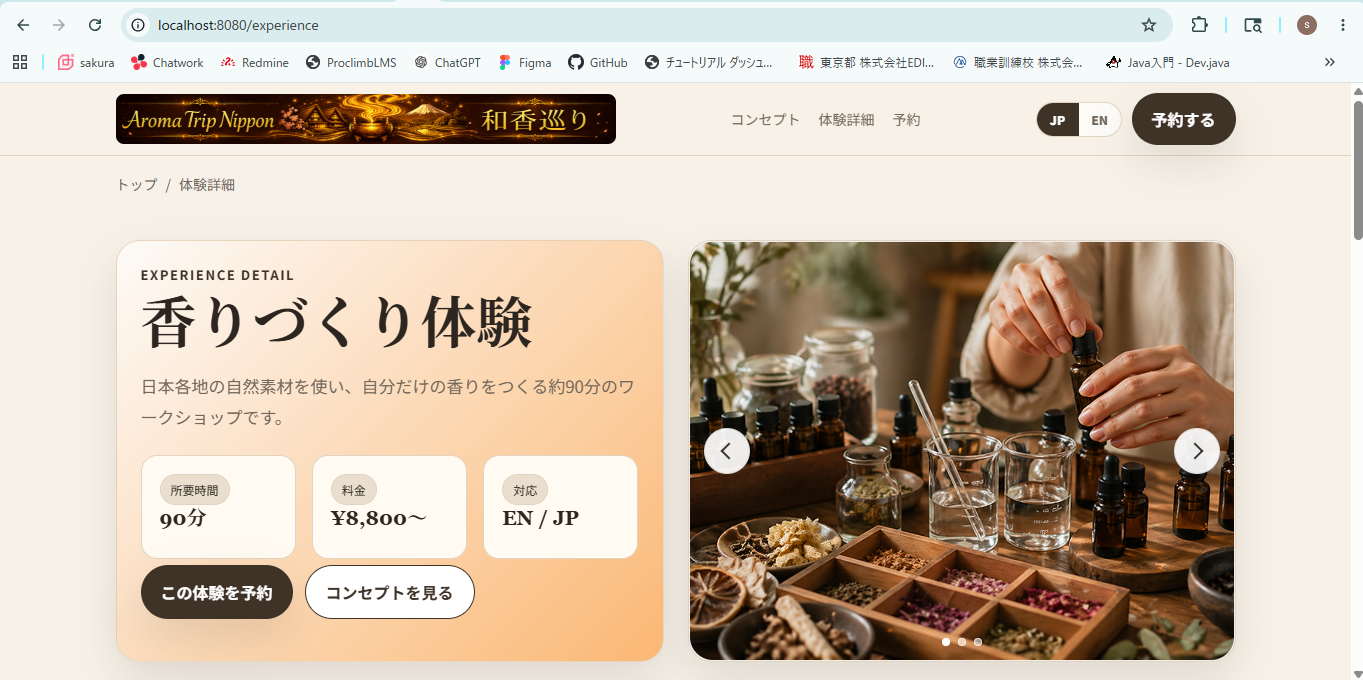 localhost:8080/experience
S
sakura Chatwork Redmine ProclimbLMS ChatGPT Figma GitHub チュートリアル ダッシュ... 職 東京都 株式会社EDI... 職業訓練校 株式会... Java入門 - Dev.java
Aroma Trip Nippon 和香巡り
コンセプト 体験詳細 予約
JP EN 予約する
トップ / 体験詳細
EXPERIENCE DETAIL
香りづくり体験
日本各地の自然素材を使い、自分だけの香りをつくる約90分のワ
ークショップです。
所要時間
90分
料金
¥8,800〜
対応
EN / JP
この体験を予約 コンセプトを見る